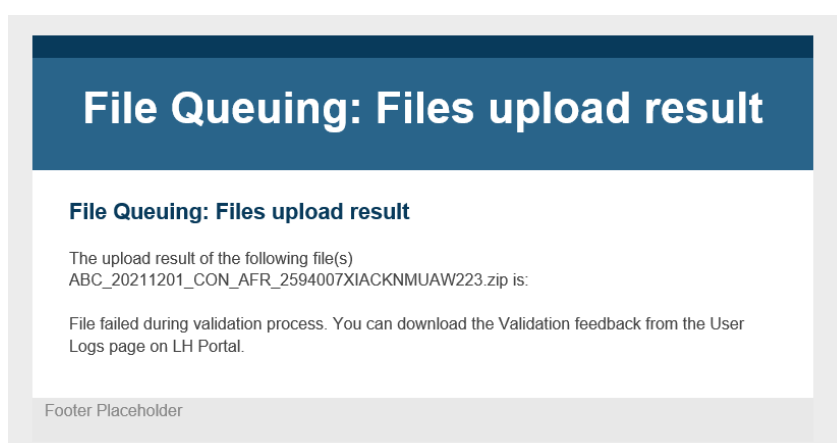 File Queuing: Files upload result
File Queuing: Files upload result
The upload result of the following file(s)
ABC_20211201_CON_AFR_2594007XIACKNMUAW223.zip is:
File failed during validation process. You can download the Validation feedback from the User
Logs page on LH Portal.
Footer Placeholder